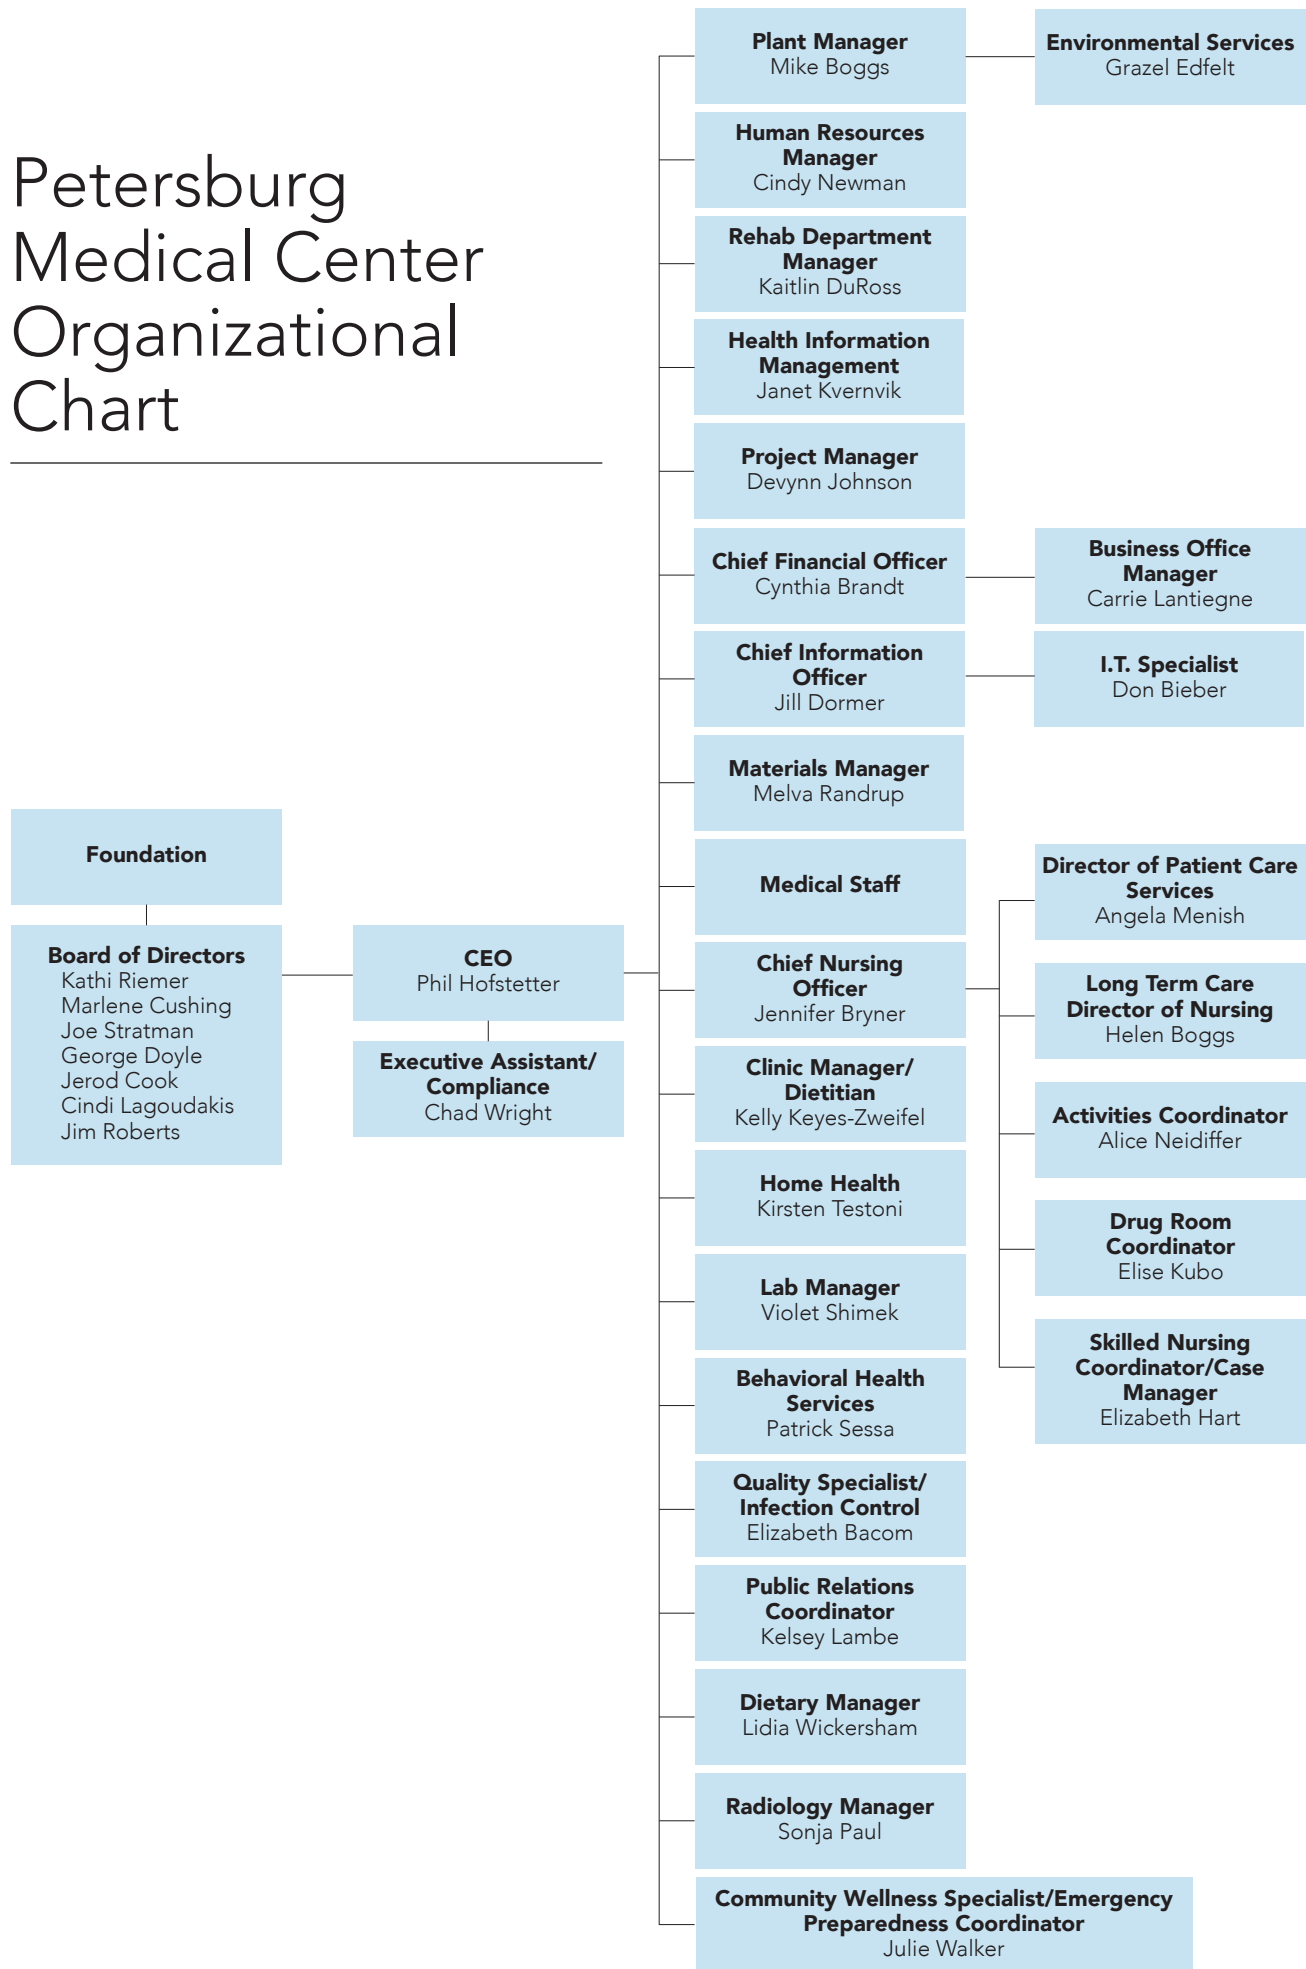 Petersburg
Medical Center
Organizational
Chart
Foundation
Board of Directors
Kathi Riemer
Marlene Cushing
Joe Stratman
George Doyle
Jerod Cook
Cindi Lagoudakis
Jim Roberts
CEO
Phil Hofstetter
Executive Assistant/
Compliance
Chad Wright
Plant Manager
Mike Boggs
Environmental Services
Grazel Edfelt
Human Resources
Manager
Cindy Newman
Rehab Department
Manager
Kaitlin DuRoss
Health Information
Management
Janet Kvernvik
Project Manager
Devynn Johnson
Chief Financial Officer
Cynthia Brandt
Business Office
Manager
Carrie Lantiegne
Chief Information
Officer
Jill Dormer
I.T. Specialist
Don Bieber
Materials Manager
Melva Randrup
Medical Staff
Chief Nursing
Officer
Jennifer Bryner
Director of Patient Care
Services
Angela Menish
Long Term Care
Director of Nursing
Helen Boggs
Activities Coordinator
Alice Neidiffer
Drug Room
Coordinator
Elise Kubo
Skilled Nursing
Coordinator/Case
Manager
Elizabeth Hart
Clinic Manager/
Dietitian
Kelly Keyes-Zweifel
Home Health
Kirsten Testoni
Lab Manager
Violet Shimek
Behavioral Health
Services
Patrick Sessa
Quality Specialist/
Infection Control
Elizabeth Bacom
Public Relations
Coordinator
Kelsey Lambe
Dietary Manager
Lidia Wickersham
Radiology Manager
Sonja Paul
Community Wellness Specialist/Emergency
Preparedness Coordinator
Julie Walker